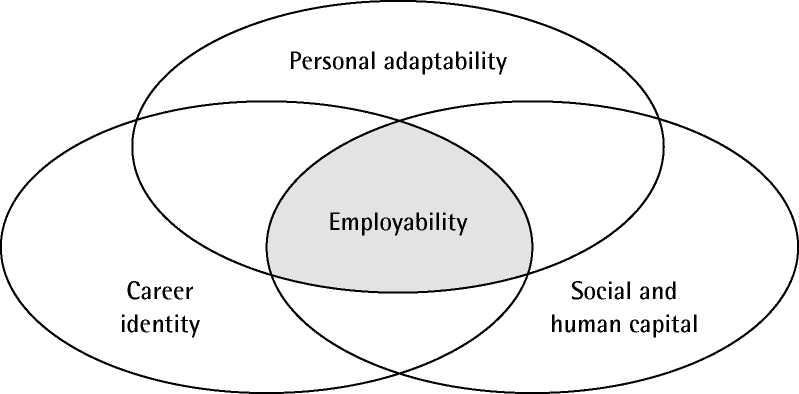 Personal adaptability
Employability
Career
identity
Social and
human capital